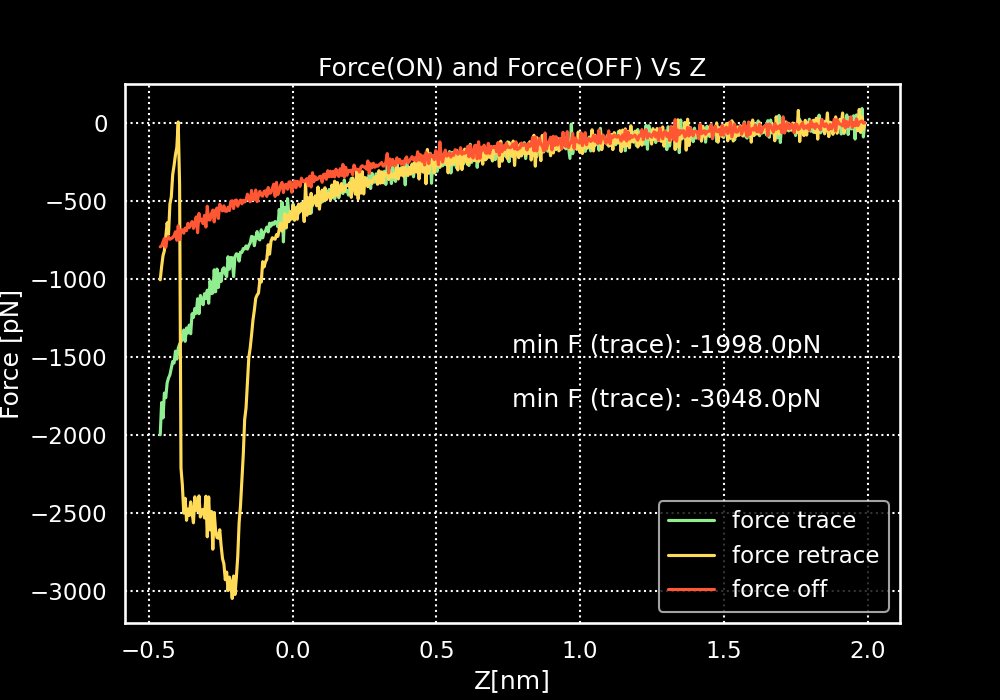 Force(ON) and Force(OFF) Vs Z
0
−500
−1000
−1500
−2000
−2500
−3000
Force [pN]
min F (trace): -1998.0pN
min F (trace): -3048.0pN
force trace
force retrace
force off
−0.5
0.0
0.5
1.0
1.5
2.0
Z[nm]